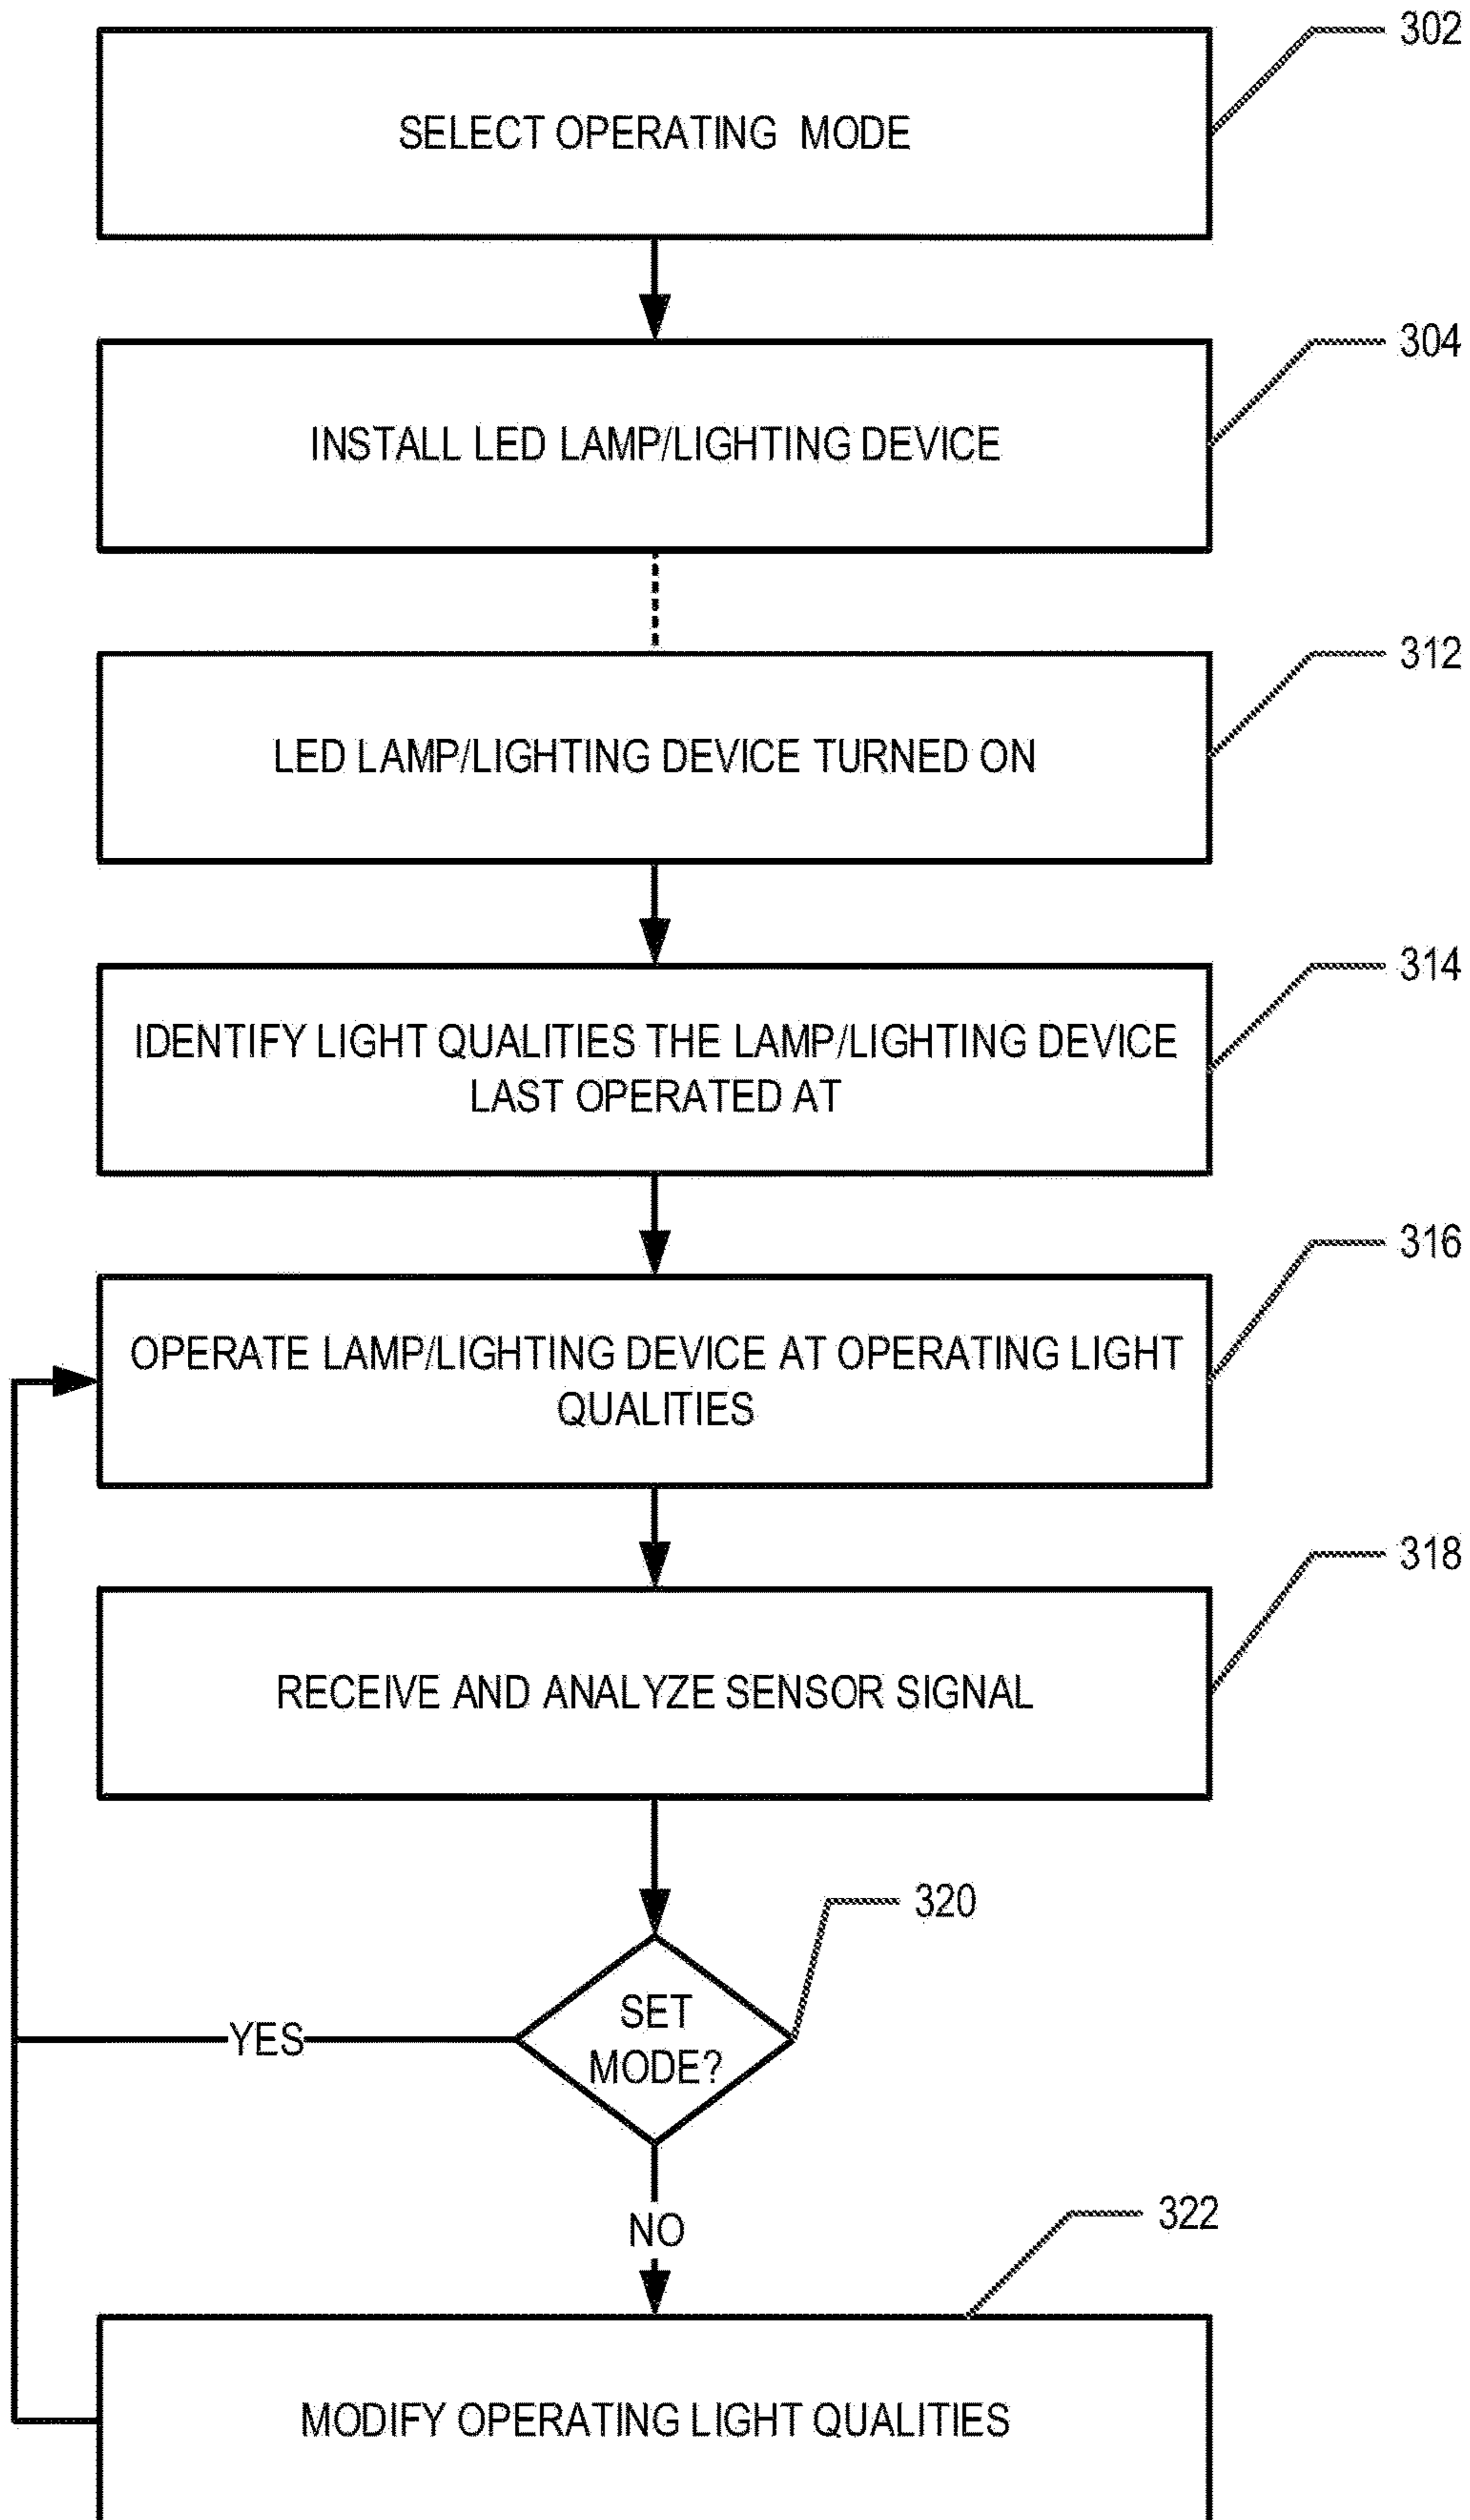 302
SELECT OPERATING MODE
304
INSTALL LED LAMP/LIGHTING DEVICE
312
LED LAMP/LIGHTING DEVICE TURNED ON
314
IDENTIFY LIGHT QUALITIES THE LAMP/LIGHTING DEVICE
LAST OPERATED AT
316
OPERATE LAMP/LIGHTING DEVICE AT OPERATING LIGHT
QUALITIES
318
RECEIVE AND ANALYZE SENSOR SIGNAL
320
SET
MODE?
YES
NO
322
MODIFY OPERATING LIGHT QUALITIES